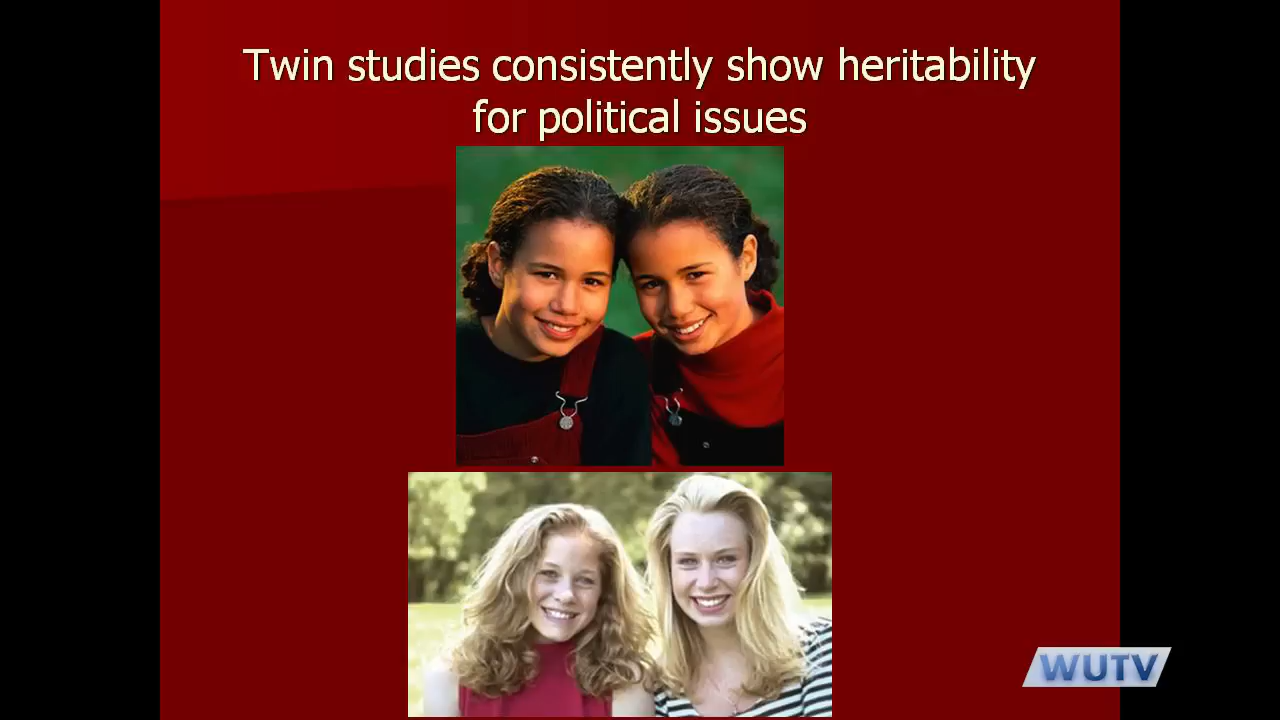 Twin studies consistently show heritability
for political issues
WUTV